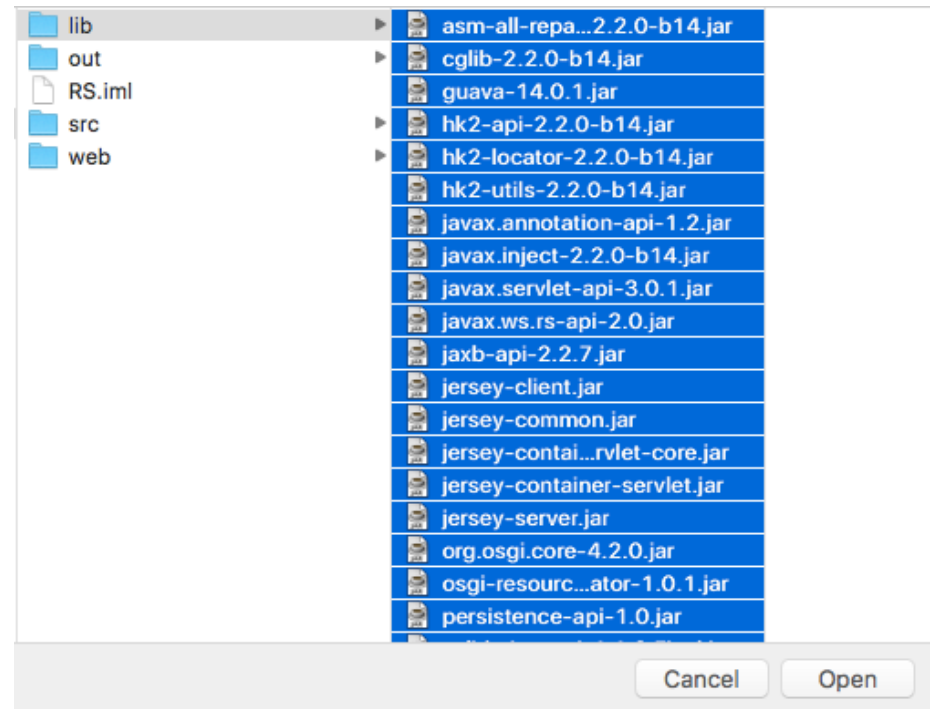 lib
out
RS.iml
src
web
asm-all-repa...2.2.0-b14.jar
cglib-2.2.0-b14.jar
guava-14.0.1.jar
hk2-api-2.2.0-b14.jar
hk2-locator-2.2.0-b14.jar
hk2-utils-2.2.0-b14.jar
javax.annotation-api-1.2.jar
javax.inject-2.2.0-b14.jar
javax.servlet-api-3.0.1.jar
javax.ws.rs-api-2.0.jar
jaxb-api-2.2.7.jar
jersey-client.jar
jersey-common.jar
jersey-contai...rvlet-core.jar
jersey-container-servlet.jar
jersey-server.jar
org.osgi.core-4.2.0.jar
osgi-resourc...ator-1.0.1.jar
persistence-api-1.0.jar
Cancel
Open